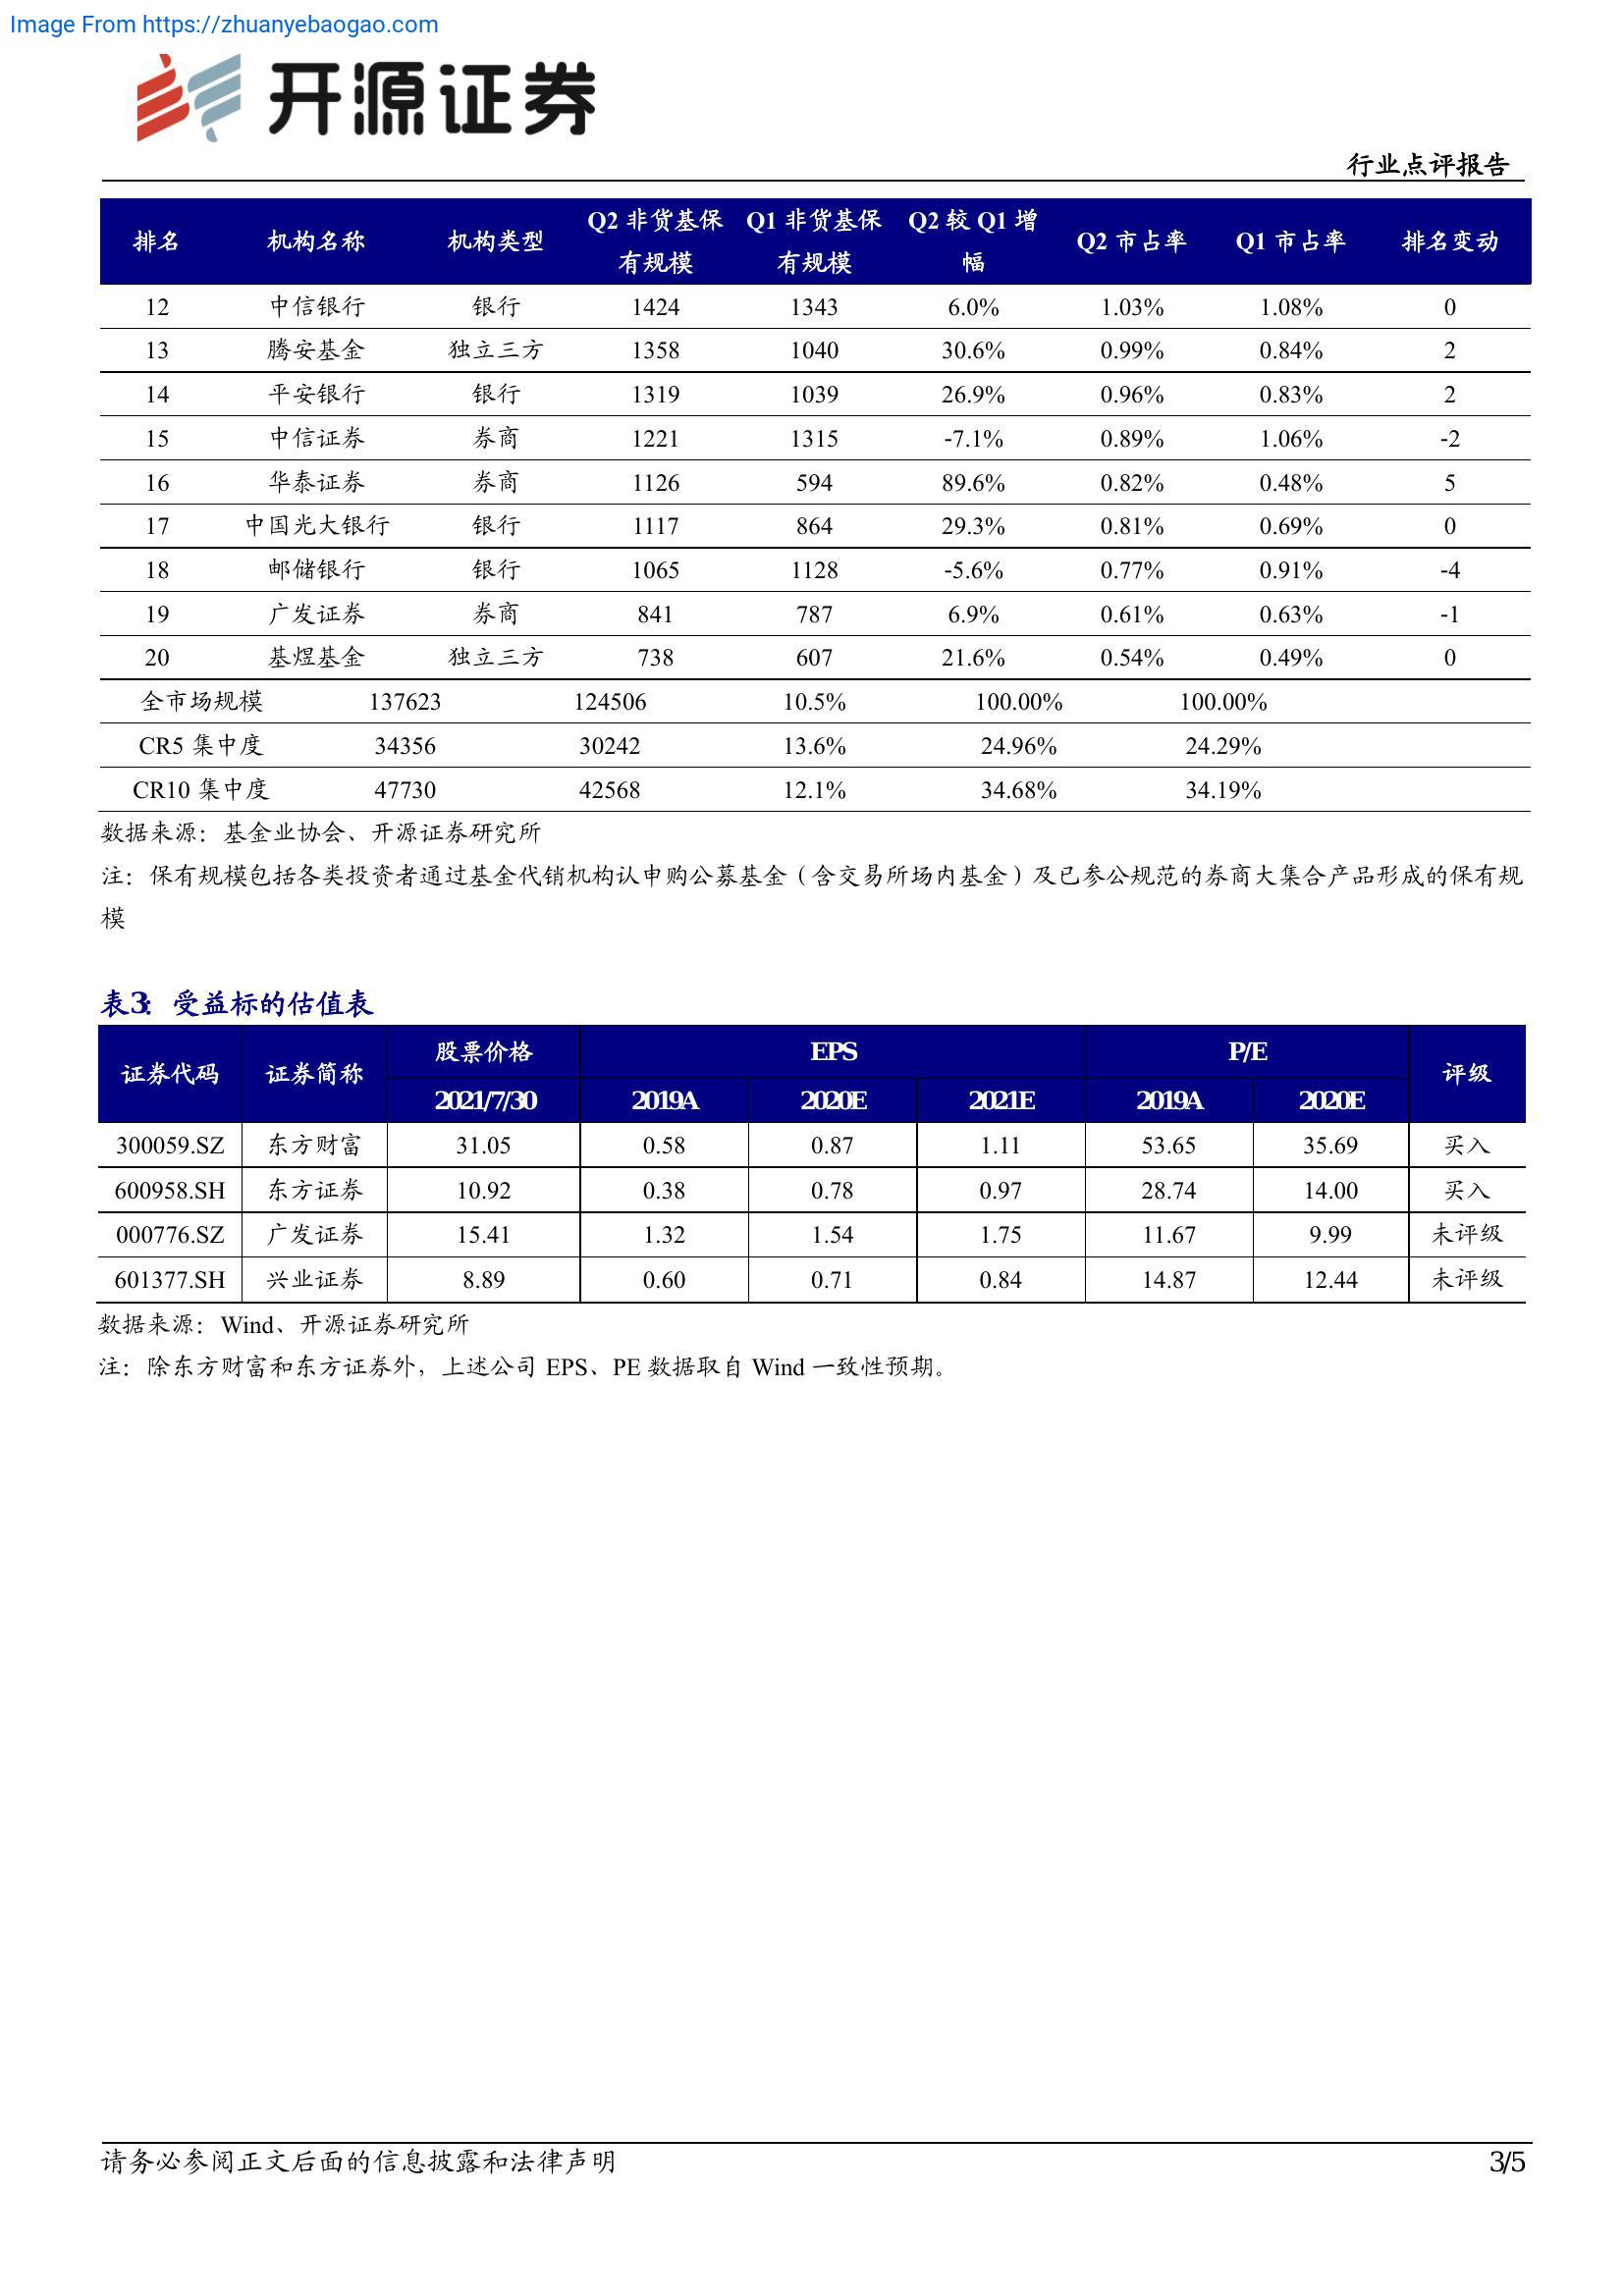 Image From https://zhuanyebaogao.com
开源证券
行业点评报告
排名 机构名称 机构类型 Q2 非货基保有规模 Q1 非货基保有规模 Q2 较 Q1 增幅 Q2 市占率 Q1 市占率 排名变动
12 中信银行 银行 1424 1343 6.0% 1.03% 1.08% 0
13 腾安基金 独立三方 1358 1040 30.6% 0.99% 0.84% 2
14 平安银行 银行 1319 1039 26.9% 0.96% 0.83% 2
15 中信证券 券商 1221 1315 -7.1% 0.89% 1.06% -2
16 华泰证券 券商 1126 594 89.6% 0.82% 0.48% 5
17 中国光大银行 银行 1117 864 29.3% 0.81% 0.69% 0
18 邮储银行 银行 1065 1128 -5.6% 0.77% 0.91% -4
19 广发证券 券商 841 787 6.9% 0.61% 0.63% -1
20 基煜基金 独立三方 738 607 21.6% 0.54% 0.49% 0
全市场规模 137623 124506 10.5% 100.00% 100.00%
CR5 集中度 34356 30242 13.6% 24.96% 24.29%
CR10 集中度 47730 42568 12.1% 34.68% 34.19%
数据来源：基金业协会、开源证券研究所
注：保有规模包括各类投资者通过基金代销机构认申购公募基金（含交易所场内基金）及已参公规范的券商大集合产品形成的保有规
模
表3：受益标的估值表
证券代码 证券简称 股票价格 EPS P/E 评级
2021/7/30 2019A 2020E 2021E 2019A 2020E
300059.SZ 东方财富 31.05 0.58 0.87 1.11 53.65 35.69 买入
600958.SH 东方证券 10.92 0.38 0.78 0.97 28.74 14.00 买入
000776.SZ 广发证券 15.41 1.32 1.54 1.75 11.67 9.99 未评级
601377.SH 兴业证券 8.89 0.60 0.71 0.84 14.87 12.44 未评级
数据来源：Wind、开源证券研究所
注：除东方财富和东方证券外，上述公司 EPS、PE 数据取自 Wind 一致性预期。
请务必参阅正文后面的信息披露和法律声明
3/5